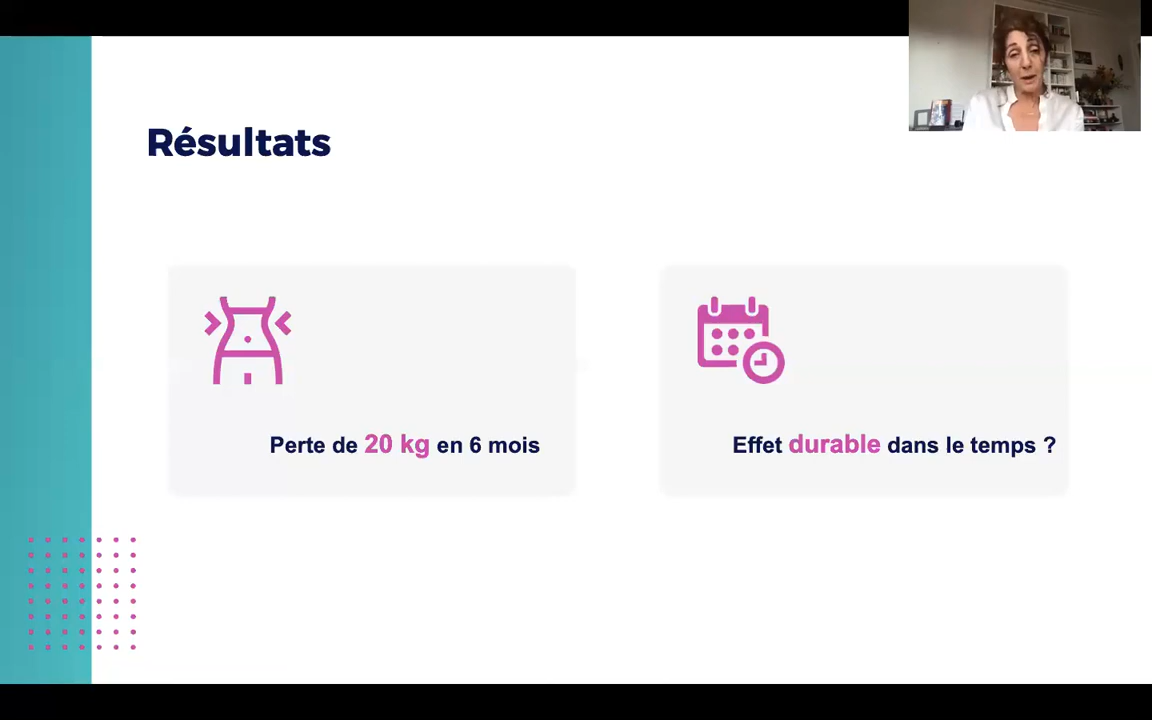 Résultats
Perte de 20 kg en 6 mois
Effet durable dans le temps ?